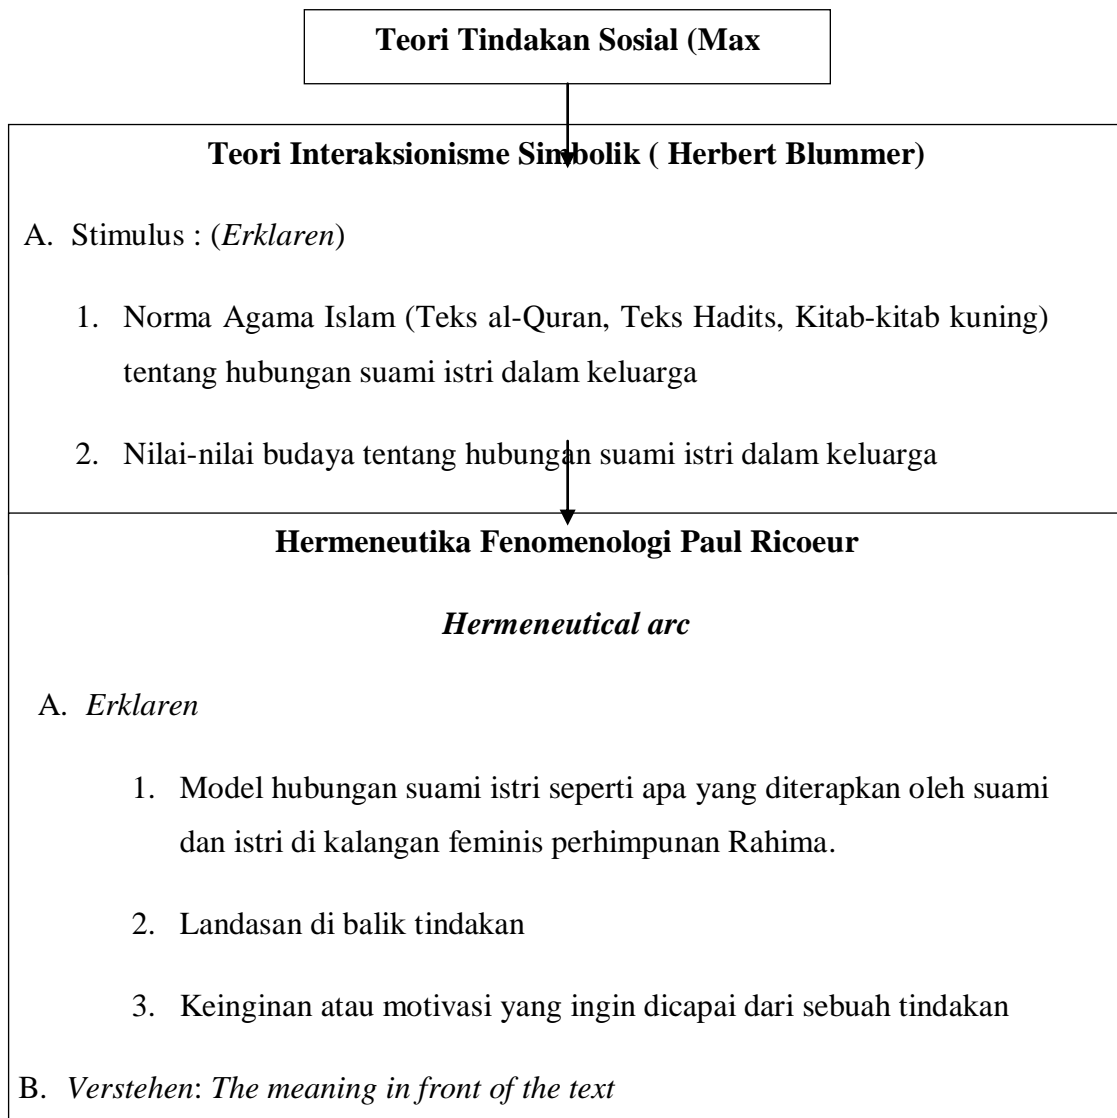 Teori Tindakan Sosial (Max
Teori Interaksionisme Simbolik ( Herbert Blummer)
A. Stimulus : (Erklaren)
1. Norma Agama Islam (Teks al-Quran, Teks Hadits, Kitab-kitab kuning)
tentang hubungan suami istri dalam keluarga
2. Nilai-nilai budaya tentang hubungan suami istri dalam keluarga
Hermeneutika Fenomenologi Paul Ricoeur
Hermeneutical arc
A. Erklaren
1. Model hubungan suami istri seperti apa yang diterapkan oleh suami
dan istri di kalangan feminis perhimpunan Rahima.
2. Landasan di balik tindakan
3. Keinginan atau motivasi yang ingin dicapai dari sebuah tindakan
B. Verstehen: The meaning in front of the text